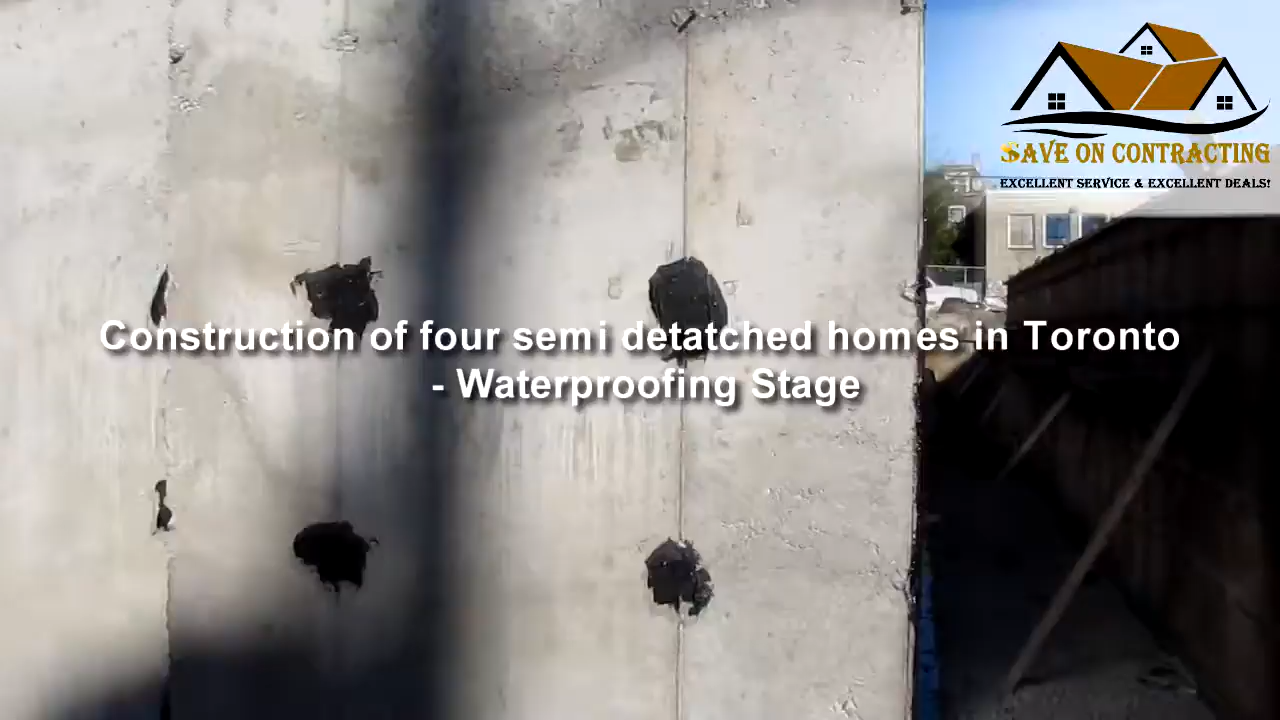 SAVE ON CONTRACTING
EXCELLENT SERVICE & EXCELLENT DEALS!
Construction of four semi detatched homes in Toronto
- Waterproofing Stage